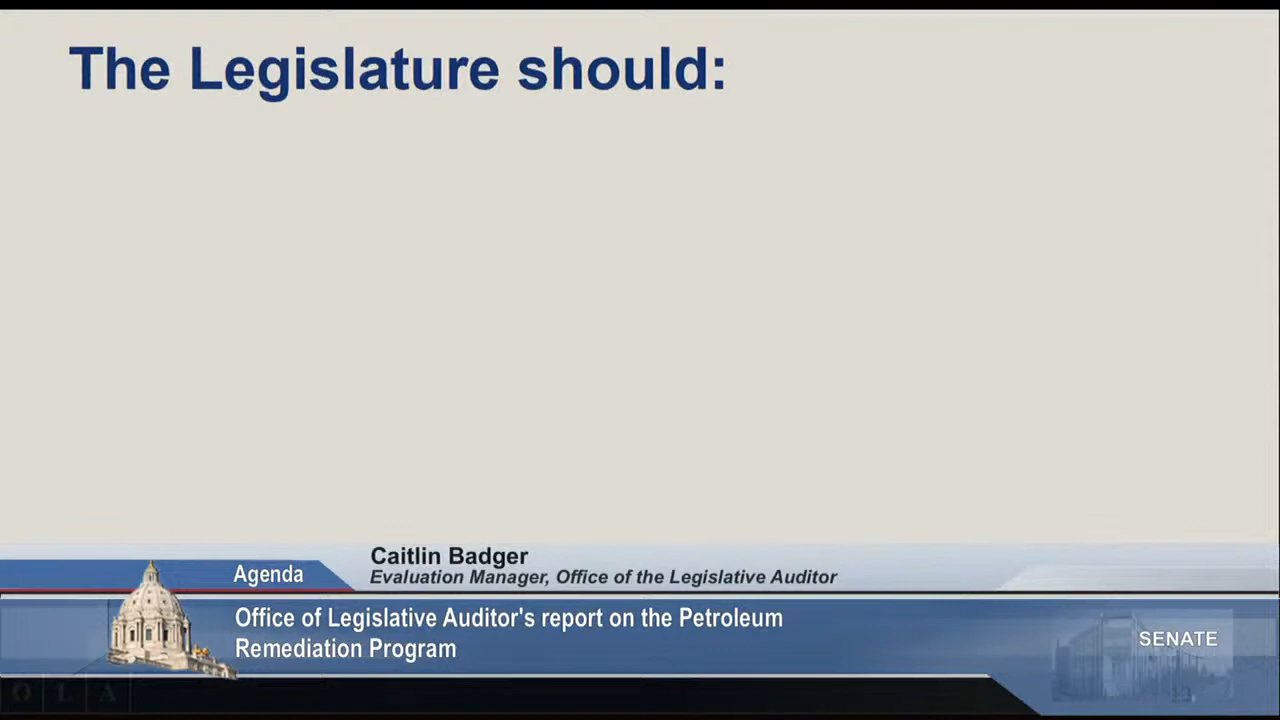 The Legislature should:
Caitlin Badger
Evaluation Manager, Office of the Legislative Auditor
Agenda
Office of Legislative Auditor's report on the Petroleum
Remediation Program
SENATE
O L A